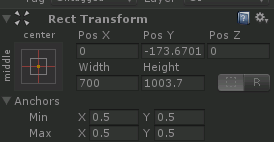 Rect Transform
center
Pos X Pos Y Pos Z
middle
0 -173.6701 0
Width Height
700 1003.7 R
Anchors
Min X 0.5 Y 0.5
Max X 0.5 Y 0.5